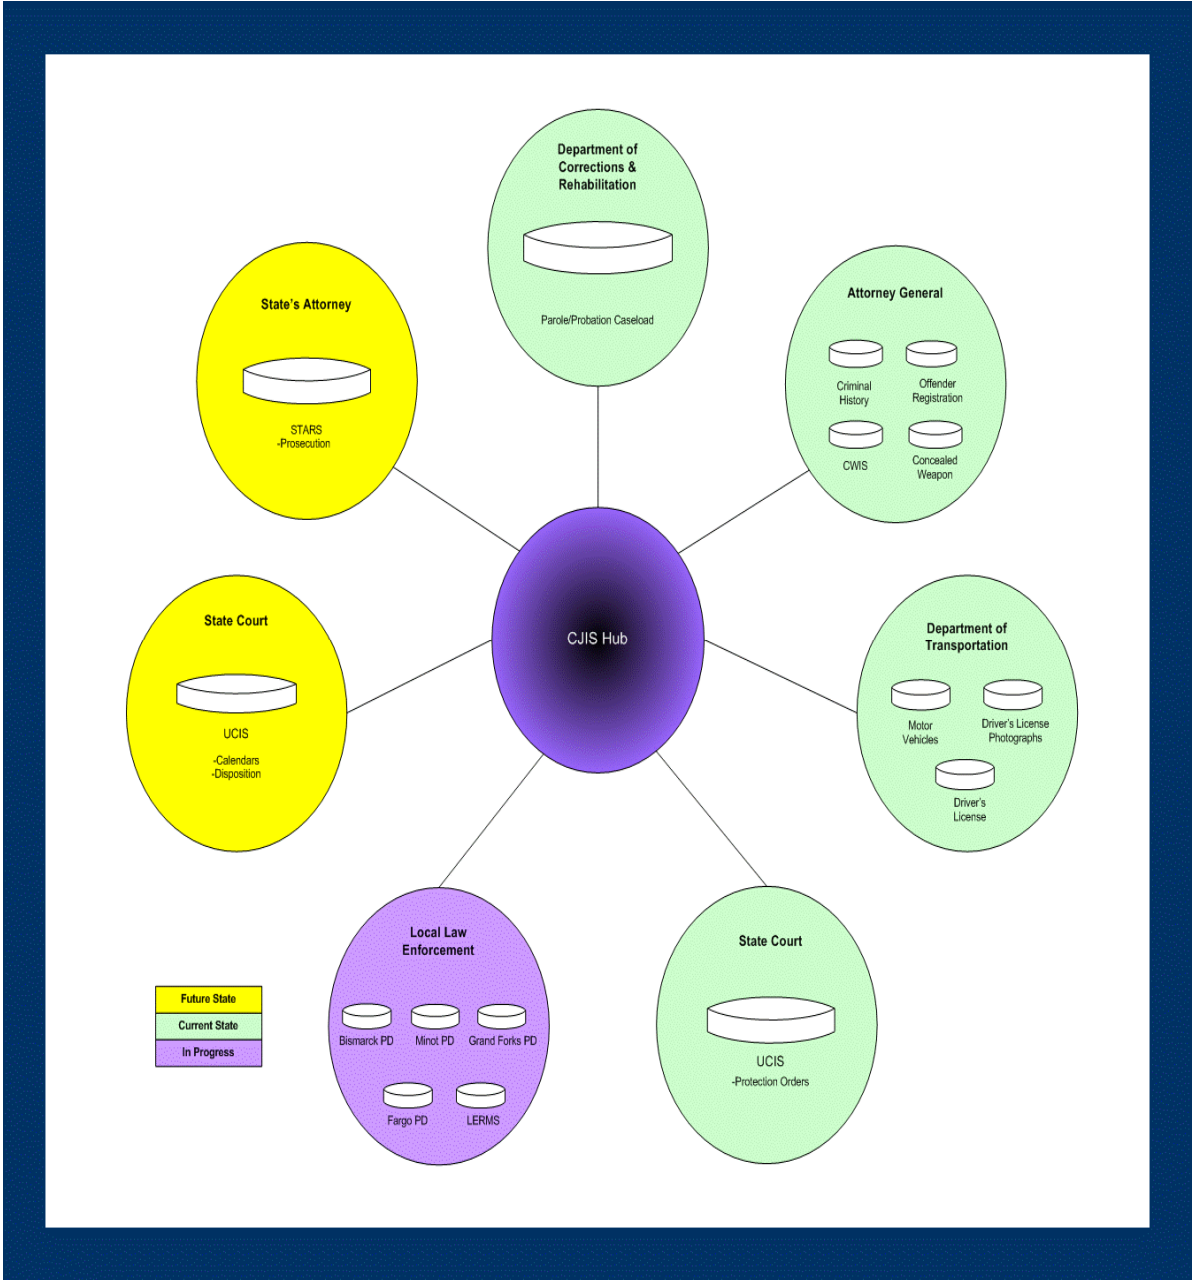 Department of
Corrections &
Rehabilitation
Parole/Probation Caseload
State's Attorney
STARS
-Prosecution
Attorney General
Criminal
History
Offender
Registration
CWIS
Concealed
Weapon
CJIS Hub
State Court
UCIS
-Calendars
-Disposition
Department of
Transportation
Motor
Vehicles
Driver's License
Photographs
Driver's
License
Local Law
Enforcement
Bismarck PD
Minot PD
Grand Forks PD
Fargo PD
LERMS
State Court
UCIS
-Protection Orders
Future State
Current State
In Progress